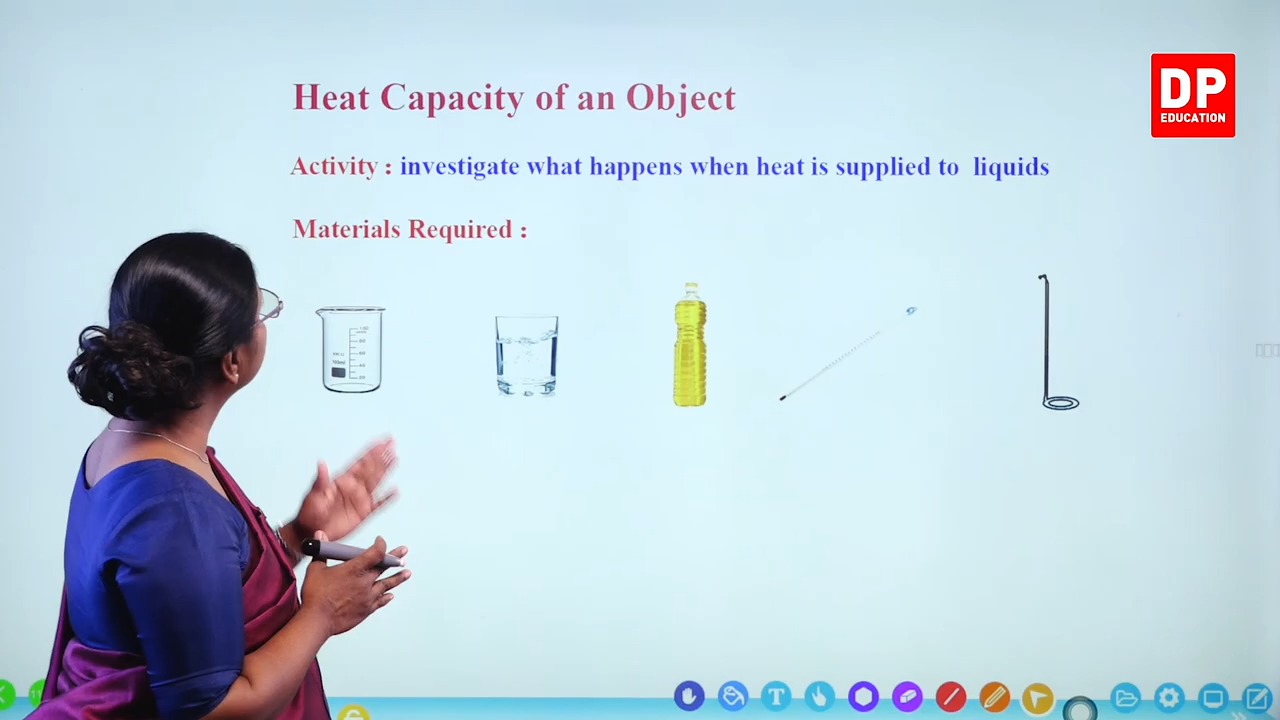 Heat Capacity of an Object
DP
EDUCATION
Activity : investigate what happens when heat is supplied to liquids
Materials Required :
T